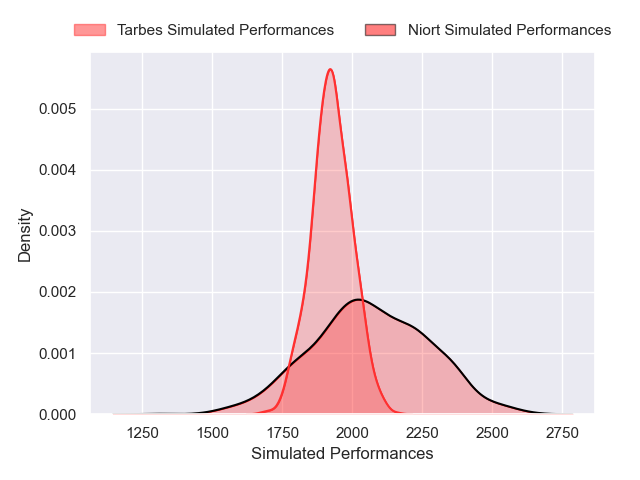 Tarbes Simulated Performances
Niort Simulated Performances
0.005
0.004
0.003
0.002
0.001
0.000
Density
1250 1500 1750 2000 2250 2500 2750
Simulated Performances